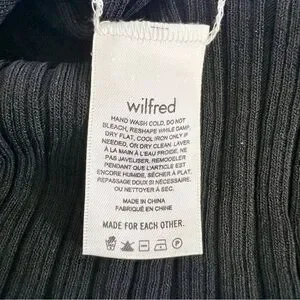 wilfred
HAND WASH COLD, DO NOT
BLEACH, RESHAPE WHILE DAMP,
DRY FLAT, COOL IRON ONLY IF
NEEDED, OR DRY CLEAN. LAVER
À LA MAIN À L'EAU FROIDE, NE
PAS JAVELISER, REMODELER
PENDANT QUE L'ARTICLE EST
ENCORE HUMIDE, SÉCHER À PLAT,
REPASSAGE DOUX SI NÉCESSAIRE,
OU NETTOYER À SEC.
MADE IN CHINA
FABRIQUÉ EN CHINE
MADE FOR EACH OTHER.
P